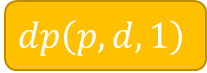 dp(p, d, 1)